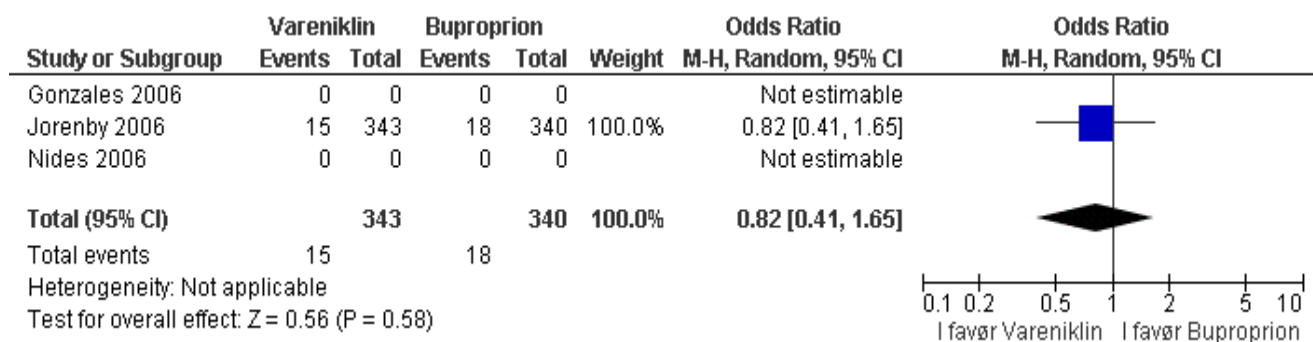 Vareniklin Buproprion Odds Ratio Odds Ratio
Study or Subgroup Events Total Events Total Weight M-H, Random, 95% CI M-H, Random, 95% CI
Gonzales 2006 0 0 0 0 Not estimable
Jorenby 2006 15 343 18 340 100.0% 0.82 [0.41, 1.65]
Nides 2006 0 0 0 0 Not estimable
Total (95% CI) 343 340 100.0% 0.82 [0.41, 1.65]
Total events 15 18
Heterogeneity: Not applicable
Test for overall effect: Z = 0.56 (P = 0.58)
0.1 0.2 0.5 1 2 5 10
I favør Vareniklin I favør Buproprion